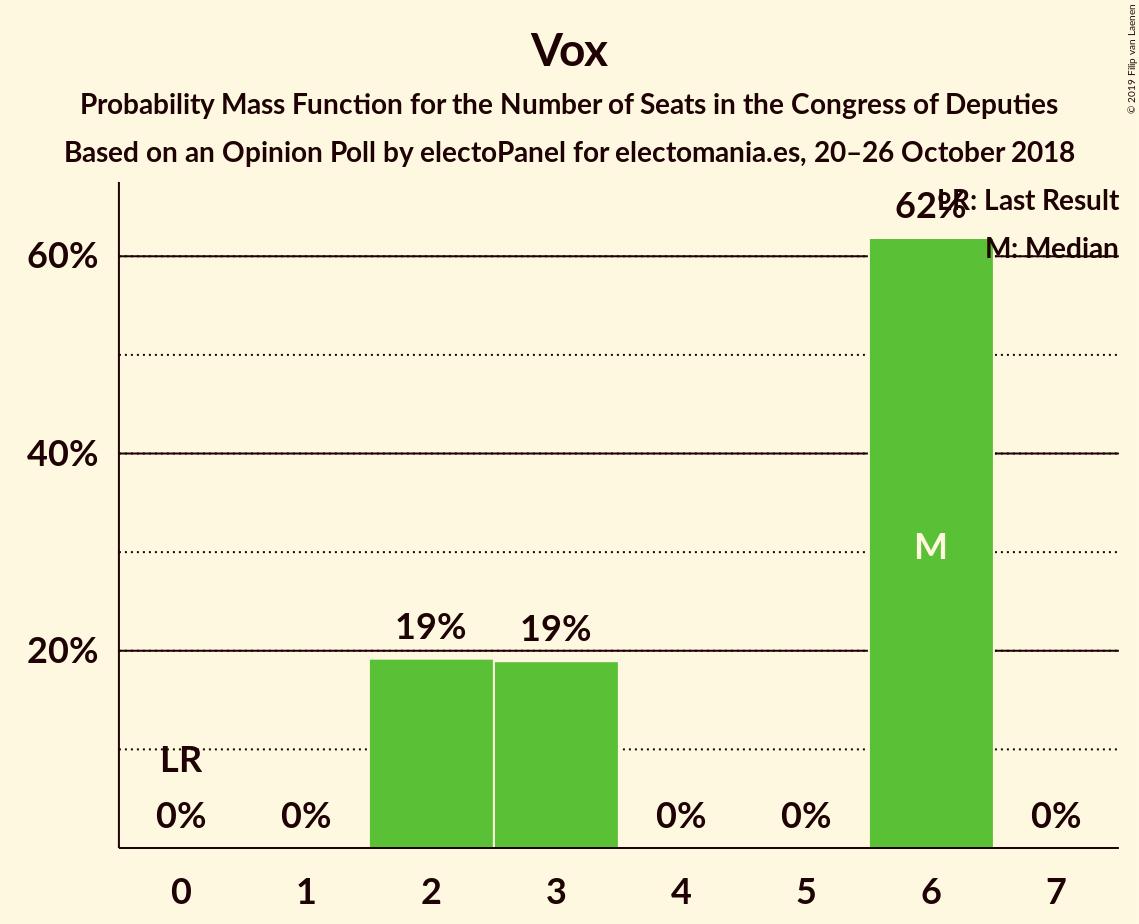 Vox
Probability Mass Function for the Number of Seats in the Congress of Deputies
Based on an Opinion Poll by electoPanel for electomania.es, 20–26 October 2018
© 2019 Filip van Laenen
LR: Last Result
M: Median
60%
40%
20%
62%
M
19%
19%
LR
0%
0%
0%
0%
0%
0
1
2
3
4
5
6
7